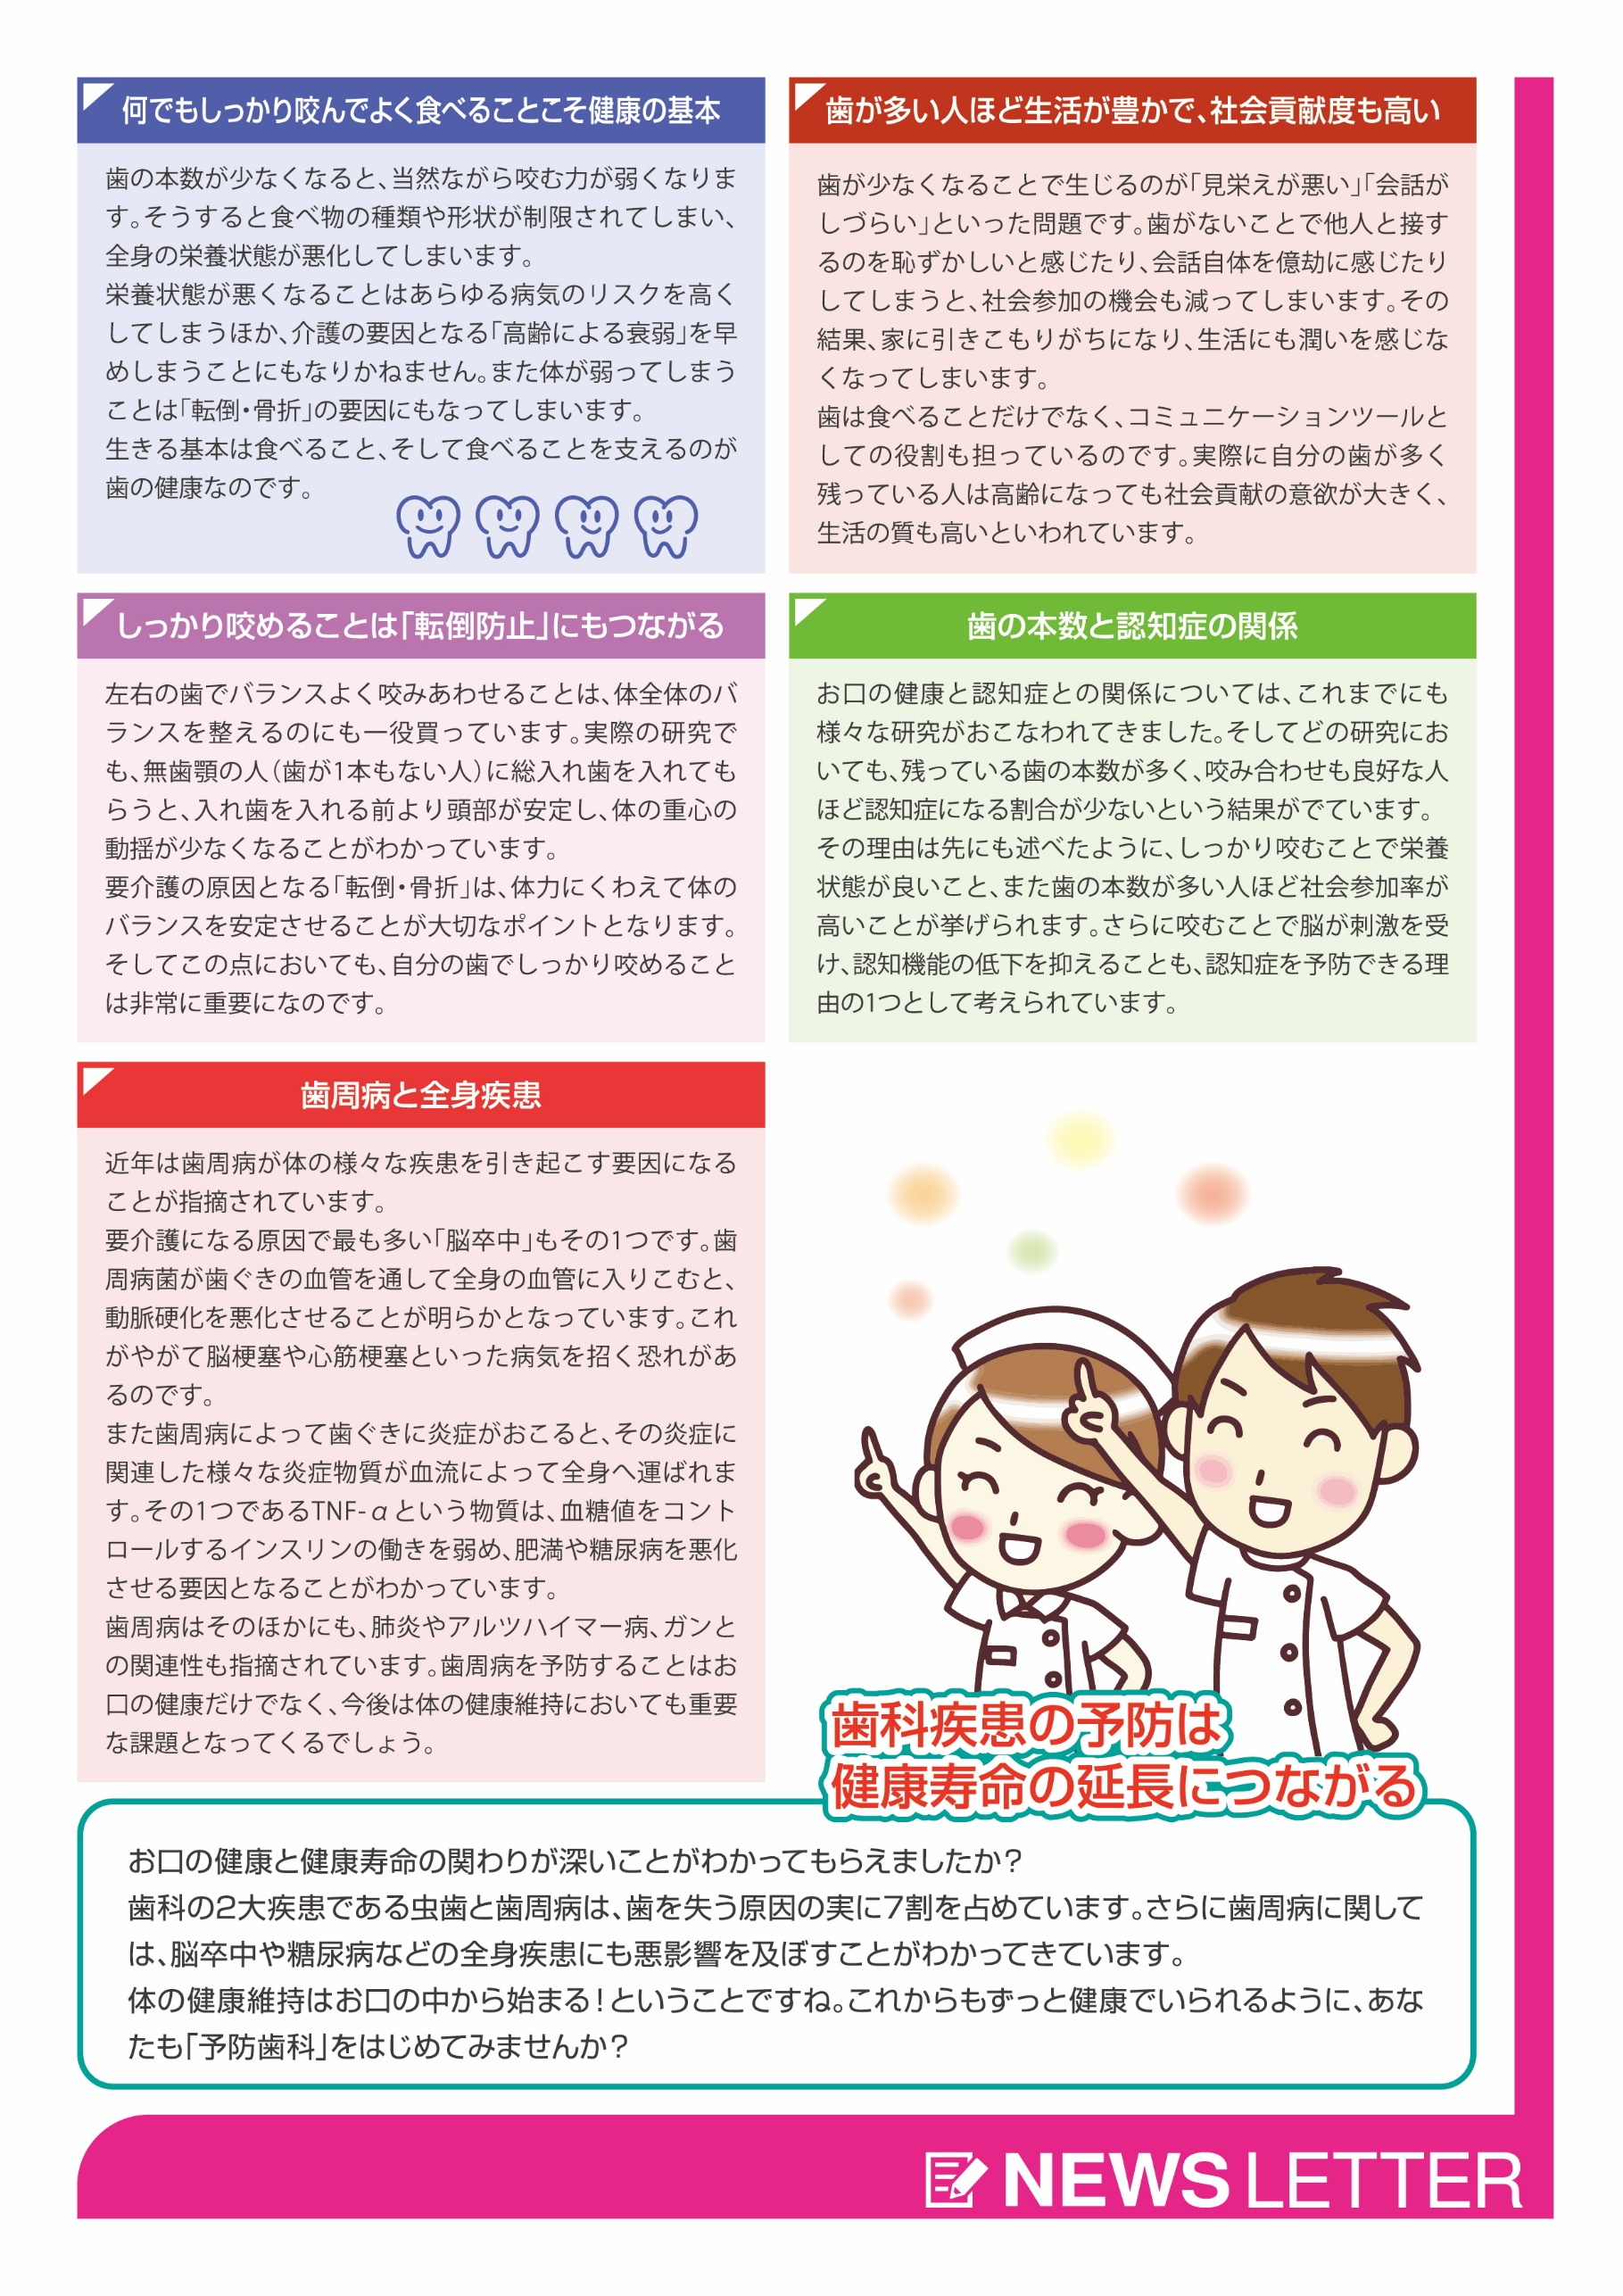 何でもしっかり咬んでよく食べることこそ健康の基本
歯の本数が少なくなると、当然ながら咬む力が弱くなりま
す。そうすると食べ物の種類や形状が制限されてしまい、
全身の栄養状態が悪化してしまいます。
栄養状態が悪くなることはあらゆる病気のリスクを高く
してしまうほか、介護の要因となる「高齢による衰弱」を早
めしまうことにもなりかねません。また体が弱ってしまう
ことは「転倒・骨折」の要因にもなってしまいます。
生きる基本は食べること、そして食べることを支えるのが
歯の健康なのです。
歯が多い人ほど生活が豊かで、社会貢献度も高い
歯が少なくなることで生じるのが「見栄えが悪い」「会話が
しづらい」といった問題です。歯がないことで他人と接す
るのを恥ずかしいと感じたり、会話自体を億劫に感じたり
してしまうと、社会参加の機会も減ってしまいます。その
結果、家に引きこもりがちになり、生活にも潤いを感じな
くなってしまいます。
歯は食べることだけでなく、コミュニケーションツールと
しての役割も担っているのです。実際に自分の歯が多く
残っている人は高齢になっても社会貢献の意欲が大きく、
生活の質も高いといわれています。
しっかり咬めることは「転倒防止」にもつながる
左右の歯でバランスよく咬みあわせることは、体全体のバ
ランスを整えるのにも一役買っています。実際の研究で
も、無歯顎の人（歯が1本もない人）に総入れ歯を入れても
らうと、入れ歯を入れる前より頭部が安定し、体の重心の
動揺が少なくなることがわかっています。
要介護の原因となる「転倒・骨折」は、体力にくわえて体の
バランスを安定させることが大切なポイントとなります。
そしてこの点においても、自分の歯でしっかり咬めること
は非常に重要になのです。
歯の本数と認知症の関係
お口の健康と認知症との関係については、これまでにも
様々な研究がおこなわれてきました。そしてどの研究にお
いても、残っている歯の本数が多く、咬み合わせも良好な人
ほど認知症になる割合が少ないという結果がでています。
その理由は先にも述べたように、しっかり咬むことで栄養
状態が良いこと、また歯の本数が多い人ほど社会参加率が
高いことが挙げられます。さらに咬むことで脳が刺激を受
け、認知機能の低下を抑えることも、認知症を予防できる理
由の1つとして考えられています。
歯周病と全身疾患
近年は歯周病が体の様々な疾患を引き起こす要因になる
ことが指摘されています。
要介護になる原因で最も多い「脳卒中」もその1つです。歯
周病菌が歯ぐきの血管を通して全身の血管に入りこむと、
動脈硬化を悪化させることが明らかとなっています。これ
がやがて脳梗塞や心筋梗塞といった病気を招く恐れがあ
るのです。
また歯周病によって歯ぐきに炎症がおこると、その炎症に
関連した様々な炎症物質が血流によって全身へ運ばれま
す。その1つであるTNF-αという物質は、血糖値をコント
ロールするインスリンの働きを弱め、肥満や糖尿病を悪化
させる要因となることがわかっています。
歯周病はそのほかにも、肺炎やアルツハイマー病、ガンと
の関連性も指摘されています。歯周病を予防することはお
口の健康だけでなく、今後は体の健康維持においても重要
な課題となってくるでしょう。
歯科疾患の予防は
健康寿命の延長につながる
お口の健康と健康寿命の関わりが深いことがわかってもらえましたか？
歯科の2大疾患である虫歯と歯周病は、歯を失う原因の実に7割を占めています。さらに歯周病に関して
は、脳卒中や糖尿病などの全身疾患にも悪影響を及ぼすことがわかってきています。
体の健康維持はお口の中から始まる！ということですね。これからもずっと健康でいられるように、あな
たも「予防歯科」をはじめてみませんか？
NEWS LETTER